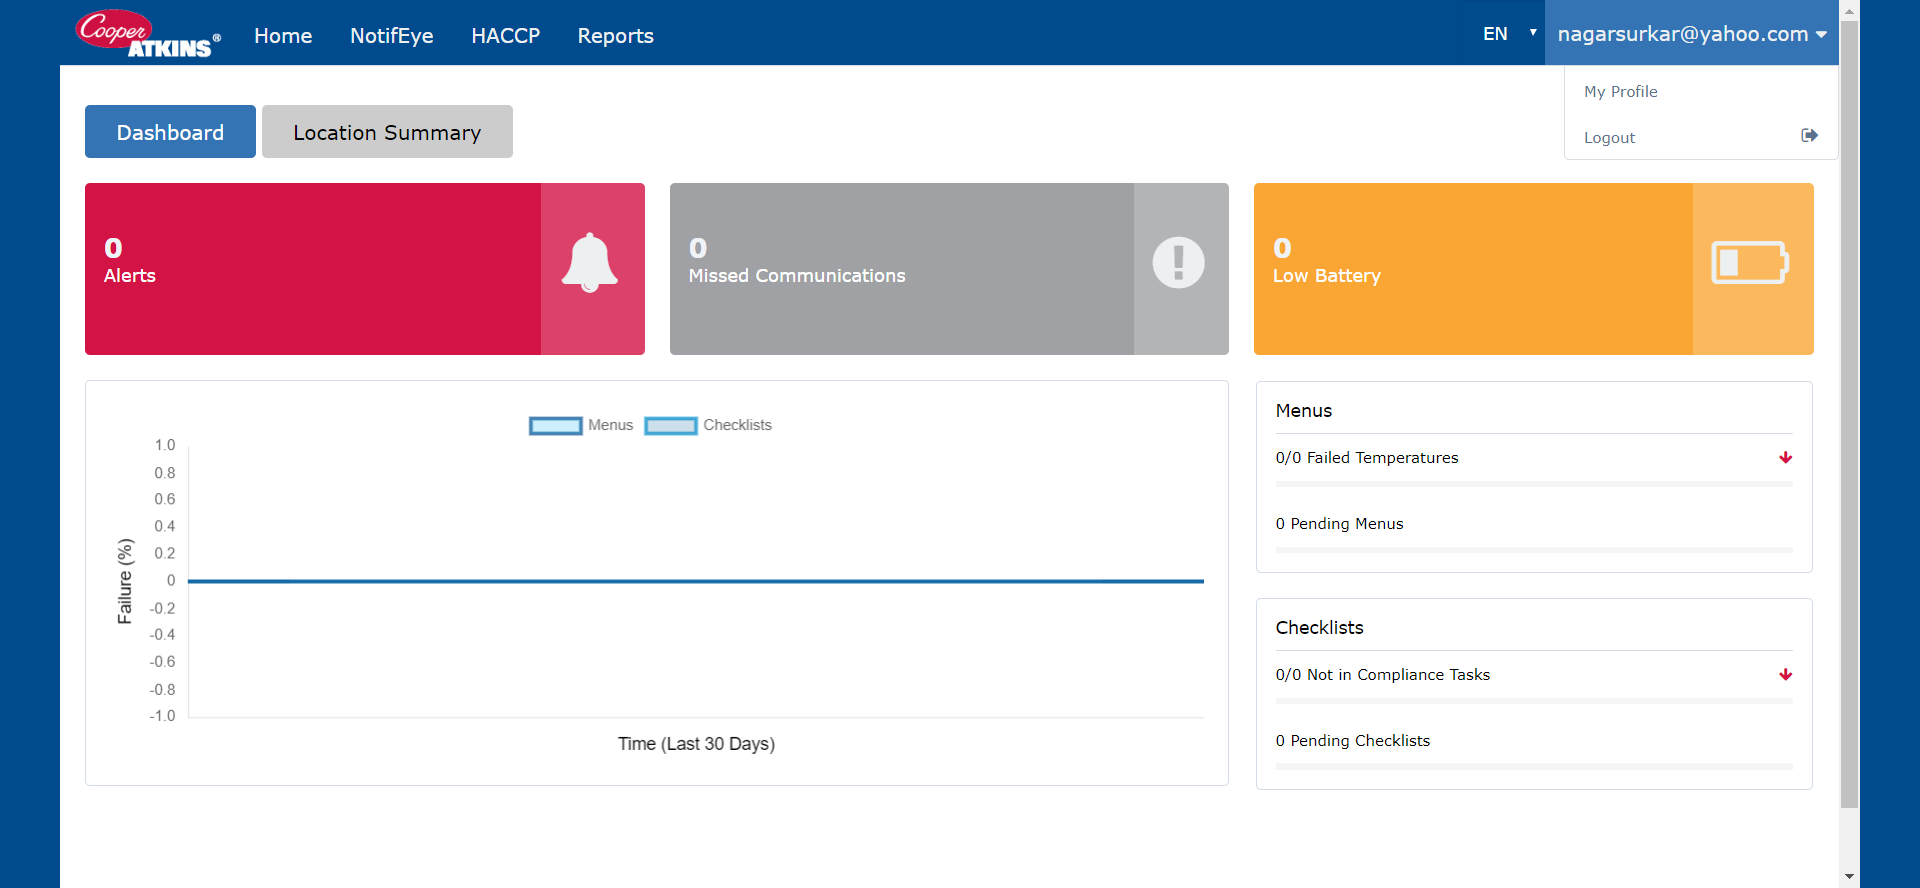 Cooper
ATKINS®
Home NotifEye HACCP Reports
EN
nagarsurkar@yahoo.com
My Profile
Logout
Dashboard Location Summary
0
Alerts
0
Missed Communications
0
Low Battery
Menus Checklists
1.0
0.8
0.6
0.4
0.2
0
-0.2
-0.4
-0.6
-0.8
-1.0
Failure (%)
Time (Last 30 Days)
Menus
0/0 Failed Temperatures
0 Pending Menus
Checklists
0/0 Not in Compliance Tasks
0 Pending Checklists